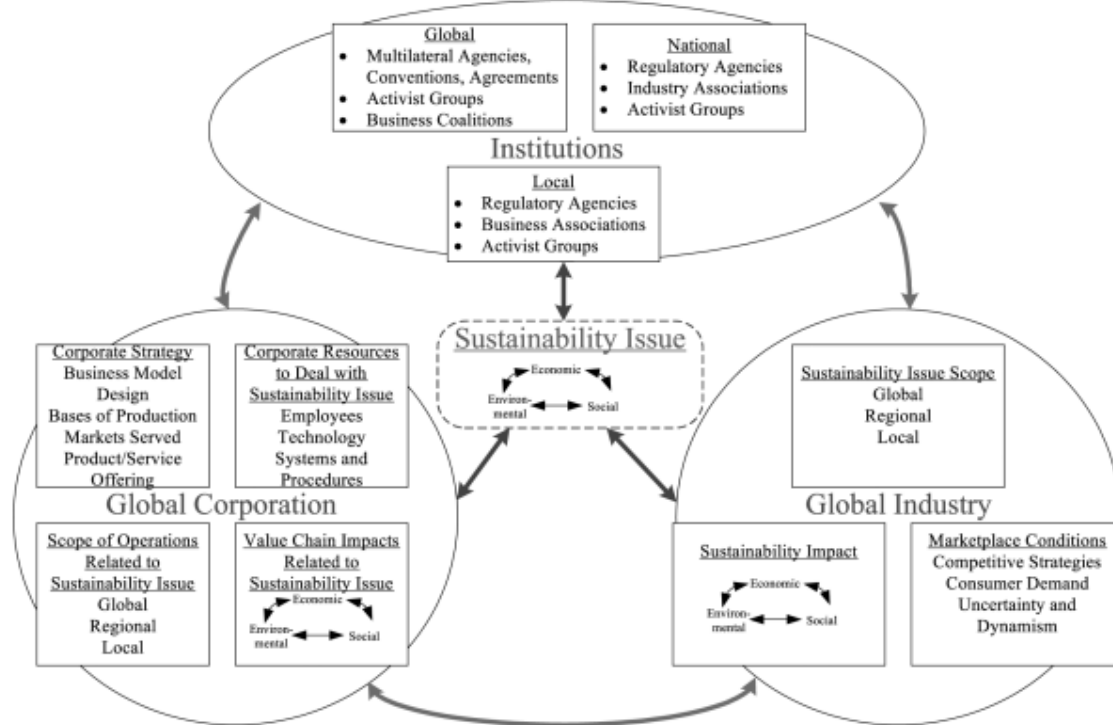 Global
• Multilateral Agencies,
Conventions, Agreements
• Activist Groups
• Business Coalitions
National
• Regulatory Agencies
• Industry Associations
• Activist Groups
Institutions
Local
• Regulatory Agencies
• Business Associations
• Activist Groups
Sustainability Issue
Economic
Environ-
mental
Social
Corporate Strategy
Business Model
Design
Bases of Production
Markets Served
Product/Service
Offering
Corporate Resources
to Deal with
Sustainability Issue
Employees
Technology
Systems and
Procedures
Global Corporation
Scope of Operations
Related to
Sustainability Issue
Global
Regional
Local
Value Chain Impacts
Related to
Sustainability Issue
Economic
Environ-
mental
Social
Sustainability Issue Scope
Global
Regional
Local
Global Industry
Sustainability Impact
Economic
Environ-
mental
Social
Marketplace Conditions
Competitive Strategies
Consumer Demand
Uncertainty and
Dynamism